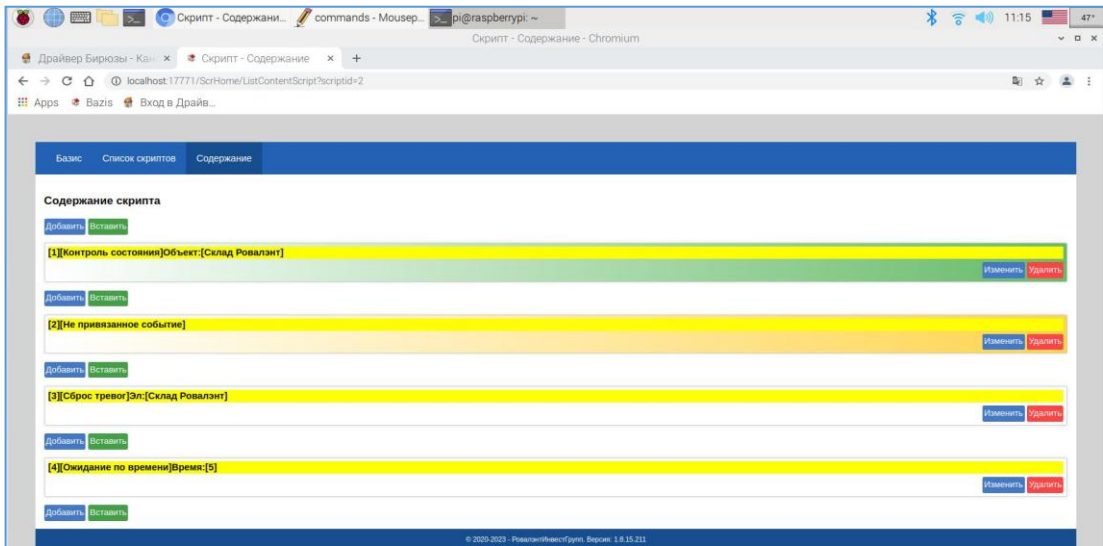 Скрипт - Содержани... commands - Mousep... pi@raspberrypi: ~ 11:15 47°
Скрипт - Содержание - Chromium
Драйвер Бирюзы - Кан × Скрипт - Содержание × +
localhost:17771/ScrHome/ListContentScript?scriptid=2
Apps Bazis Вход в Драйв...
Базис Список скриптов Содержание
Содержание скрипта
Добавить Вставить
[1][Контроль состояния]Объект:[Склад Ровалэнт]
Изменить Удалить
Добавить Вставить
[2][Не привязанное событие]
Изменить Удалить
Добавить Вставить
[3][Сброс тревог]Эл:[Склад Ровалэнт]
Изменить Удалить
Добавить Вставить
[4][Ожидание по времени]Время:[5]
Изменить Удалить
Добавить Вставить
© 2020-2023 - РовалэнтИнвестГрупп. Версия: 1.8.15.211